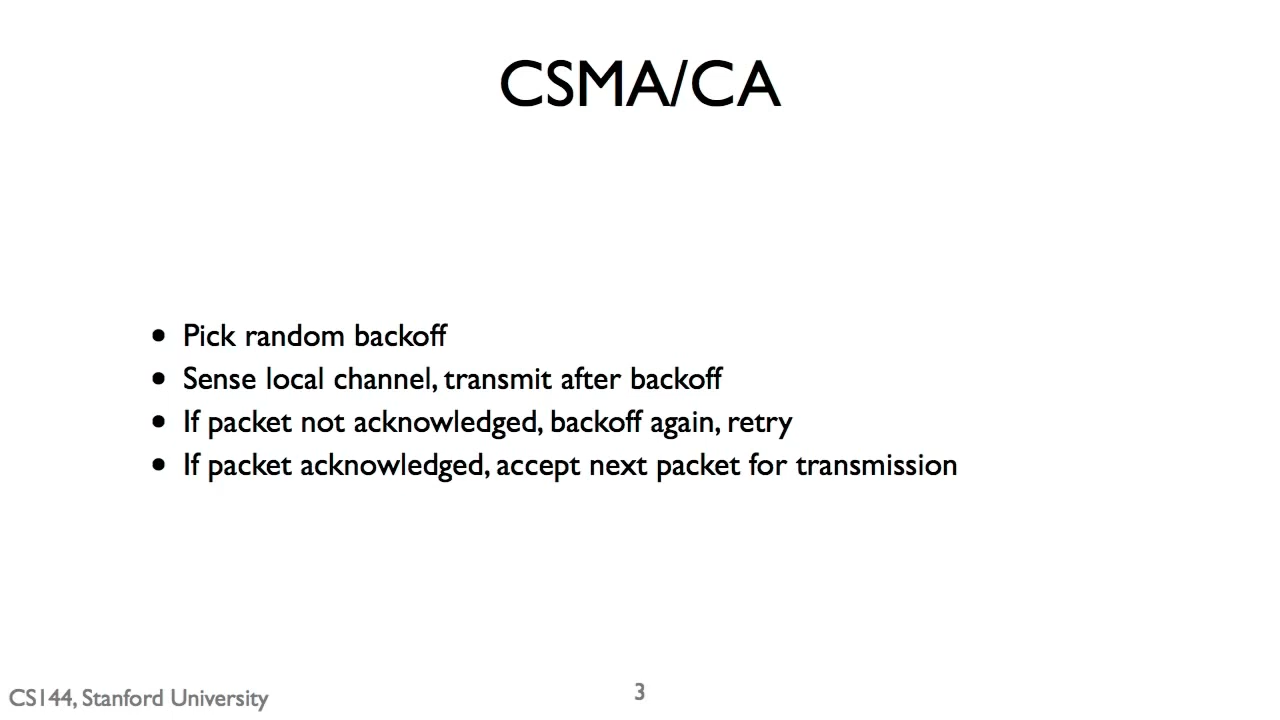 CSMA/CA
• Pick random backoff
• Sense local channel, transmit after backoff
• If packet not acknowledged, backoff again, retry
• If packet acknowledged, accept next packet for transmission
CS144, Stanford University
3